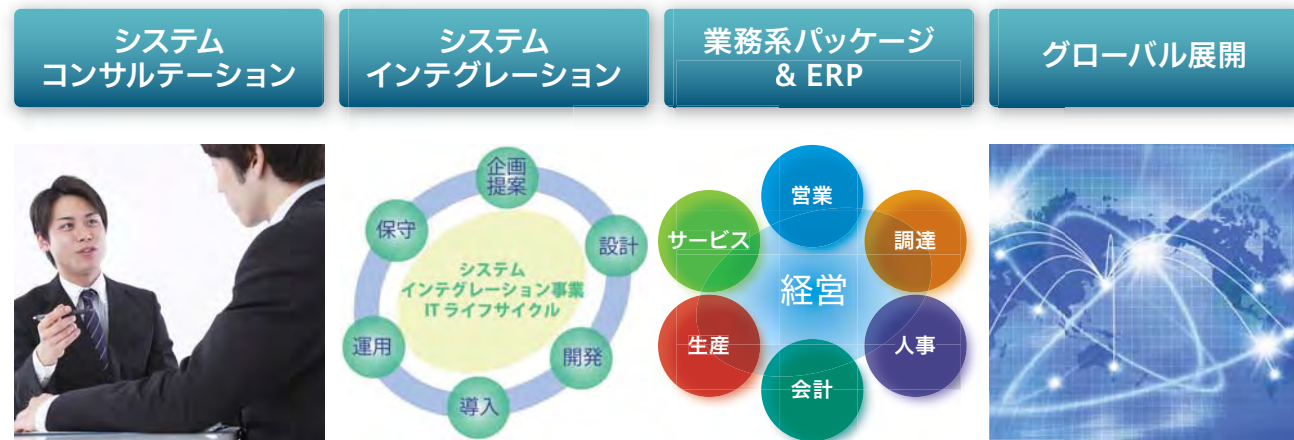 システム
コンサルテーション
システム
インテグレーション
業務系パッケージ
& ERP
グローバル展開
企画
提案
保守
設計
システム
インテグレーション事業
ITライフサイクル
運用
開発
導入
営業
サービス
調達
経営
生産
人事
会計